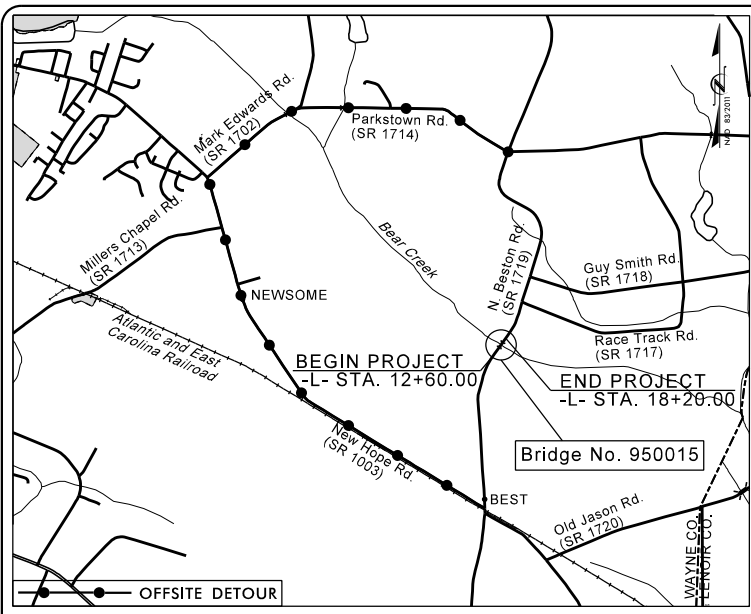 NAD 83/2011
Mark Edwards Rd.
(SR 1702)
Parkstown Rd.
(SR 1714)
Millers Chapel Rd.
(SR 1713)
Bear Creek
N. Beston Rd.
(SR 1719)
Guy Smith Rd.
(SR 1718)
NEWSOME
Atlantic and East
Carolina Railroad
Race Track Rd.
(SR 1717)
BEGIN PROJECT
-L- STA. 12+60.00
END PROJECT
-L- STA. 18+20.00
New Hope Rd.
(SR 1003)
Bridge No. 950015
BEST
Old Jason Rd.
(SR 1720)
WAYNE CO.
LENOIR CO.
OFFSITE DETOUR